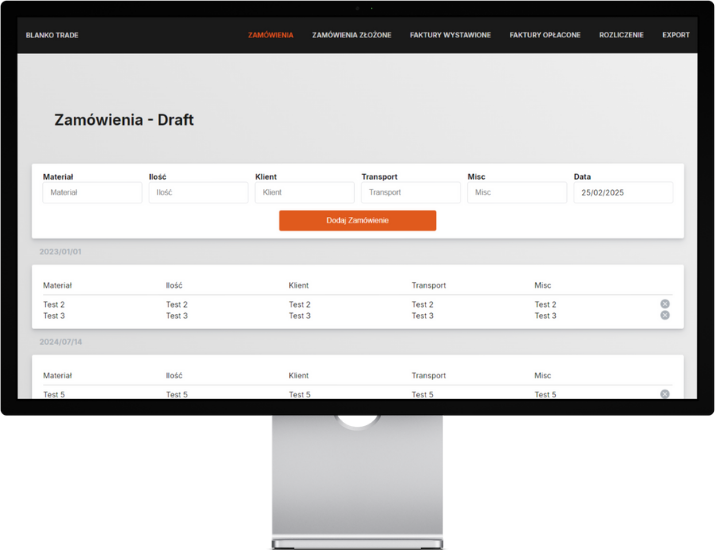 BLANKO TRADE ZAMÓWIENIA ZAMÓWIENIA ZŁOŻONE FAKTURY WYSTAWIONE FAKTURY OPŁACONE ROZLICZENIE EXPORT
Zamówienia - Draft
Materiał Ilość Klient Transport Misc Data
Materiał Ilość Klient Transport Misc 25/02/2025
Dodaj Zamówienie
2023/01/01
Materiał Ilość Klient Transport Misc
Test 2 Test 2 Test 2 Test 2 Test 2
Test 3 Test 3 Test 3 Test 3 Test 3
2024/07/14
Materiał Ilość Klient Transport Misc
Test 5 Test 5 Test 5 Test 5 Test 5